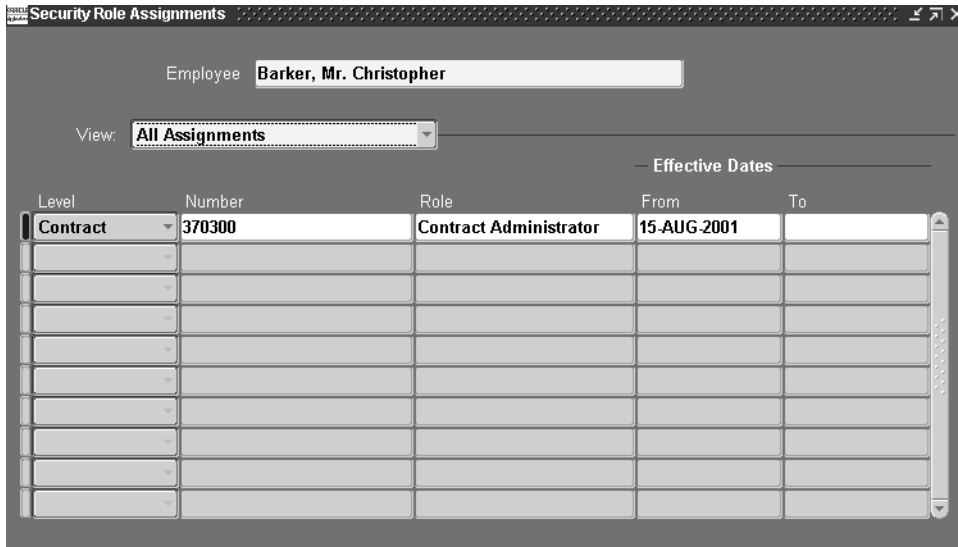 Security Role Assignments
Employee Barker, Mr. Christopher
View: All Assignments
Effective Dates
Level Number Role From To
Contract 370300 Contract Administrator 15-AUG-2001